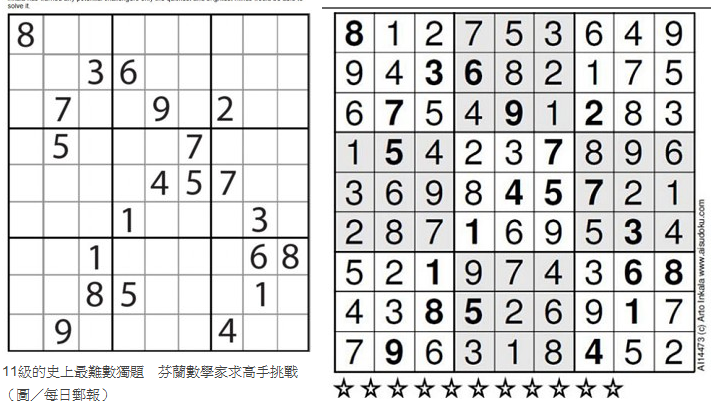 solve it
8
3 6
7 9 2
5 7
4 5 7
1 3
1 6 8
8 5 1
9 4
11級的史上最難數獨題 芬蘭數學家求高手挑戰
（圖／每日郵報）
8 1 2 7 5 3 6 4 9
9 4 3 6 8 2 1 7 5
6 7 5 4 9 1 2 8 3
1 5 4 2 3 7 8 9 6
3 6 9 8 4 5 7 2 1
2 8 7 1 6 9 5 3 4
5 2 1 9 7 4 3 6 8
4 3 8 5 2 6 9 1 7
7 9 6 3 1 8 4 5 2
AI14473 (c) Arto Inkala www.aisudoku.com